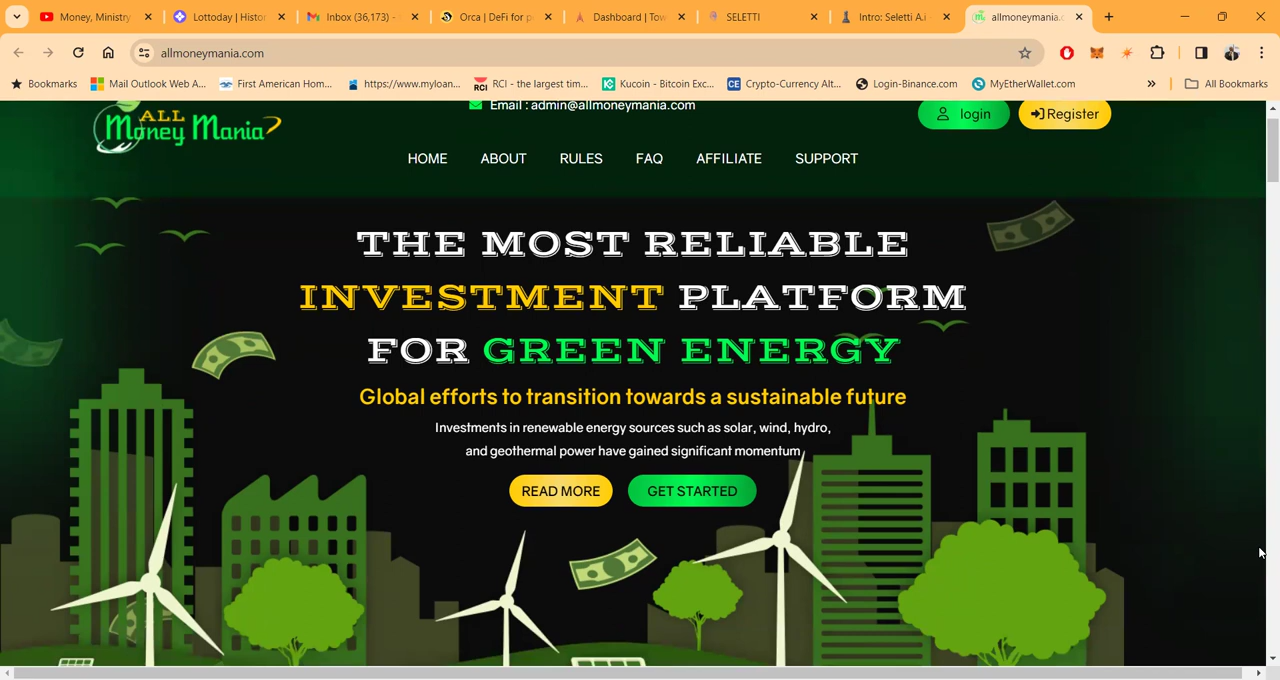 Money, Ministry
Lottoday | Histor
Inbox (36,173) -
Orca | DeFi for p
Dashboard | Tow
SELETTI
Intro: Seletti A.i
allmoneymania.c
allmoneymania.com
Bookmarks
Mail Outlook Web A...
First American Hom...
https://www.myloan...
RCI - the largest tim...
Kucoin - Bitcoin Exc...
Crypto-Currency Alt...
Login-Binance.com
MyEtherWallet.com
All Bookmarks
ALL
Money Mania
Email : admin@allmoneymania.com
login
Register
HOME
ABOUT
RULES
FAQ
AFFILIATE
SUPPORT
THE MOST RELIABLE
INVESTMENT PLATFORM
FOR GREEN ENERGY
Global efforts to transition towards a sustainable future
Investments in renewable energy sources such as solar, wind, hydro,
and geothermal power have gained significant momentum
READ MORE
GET STARTED